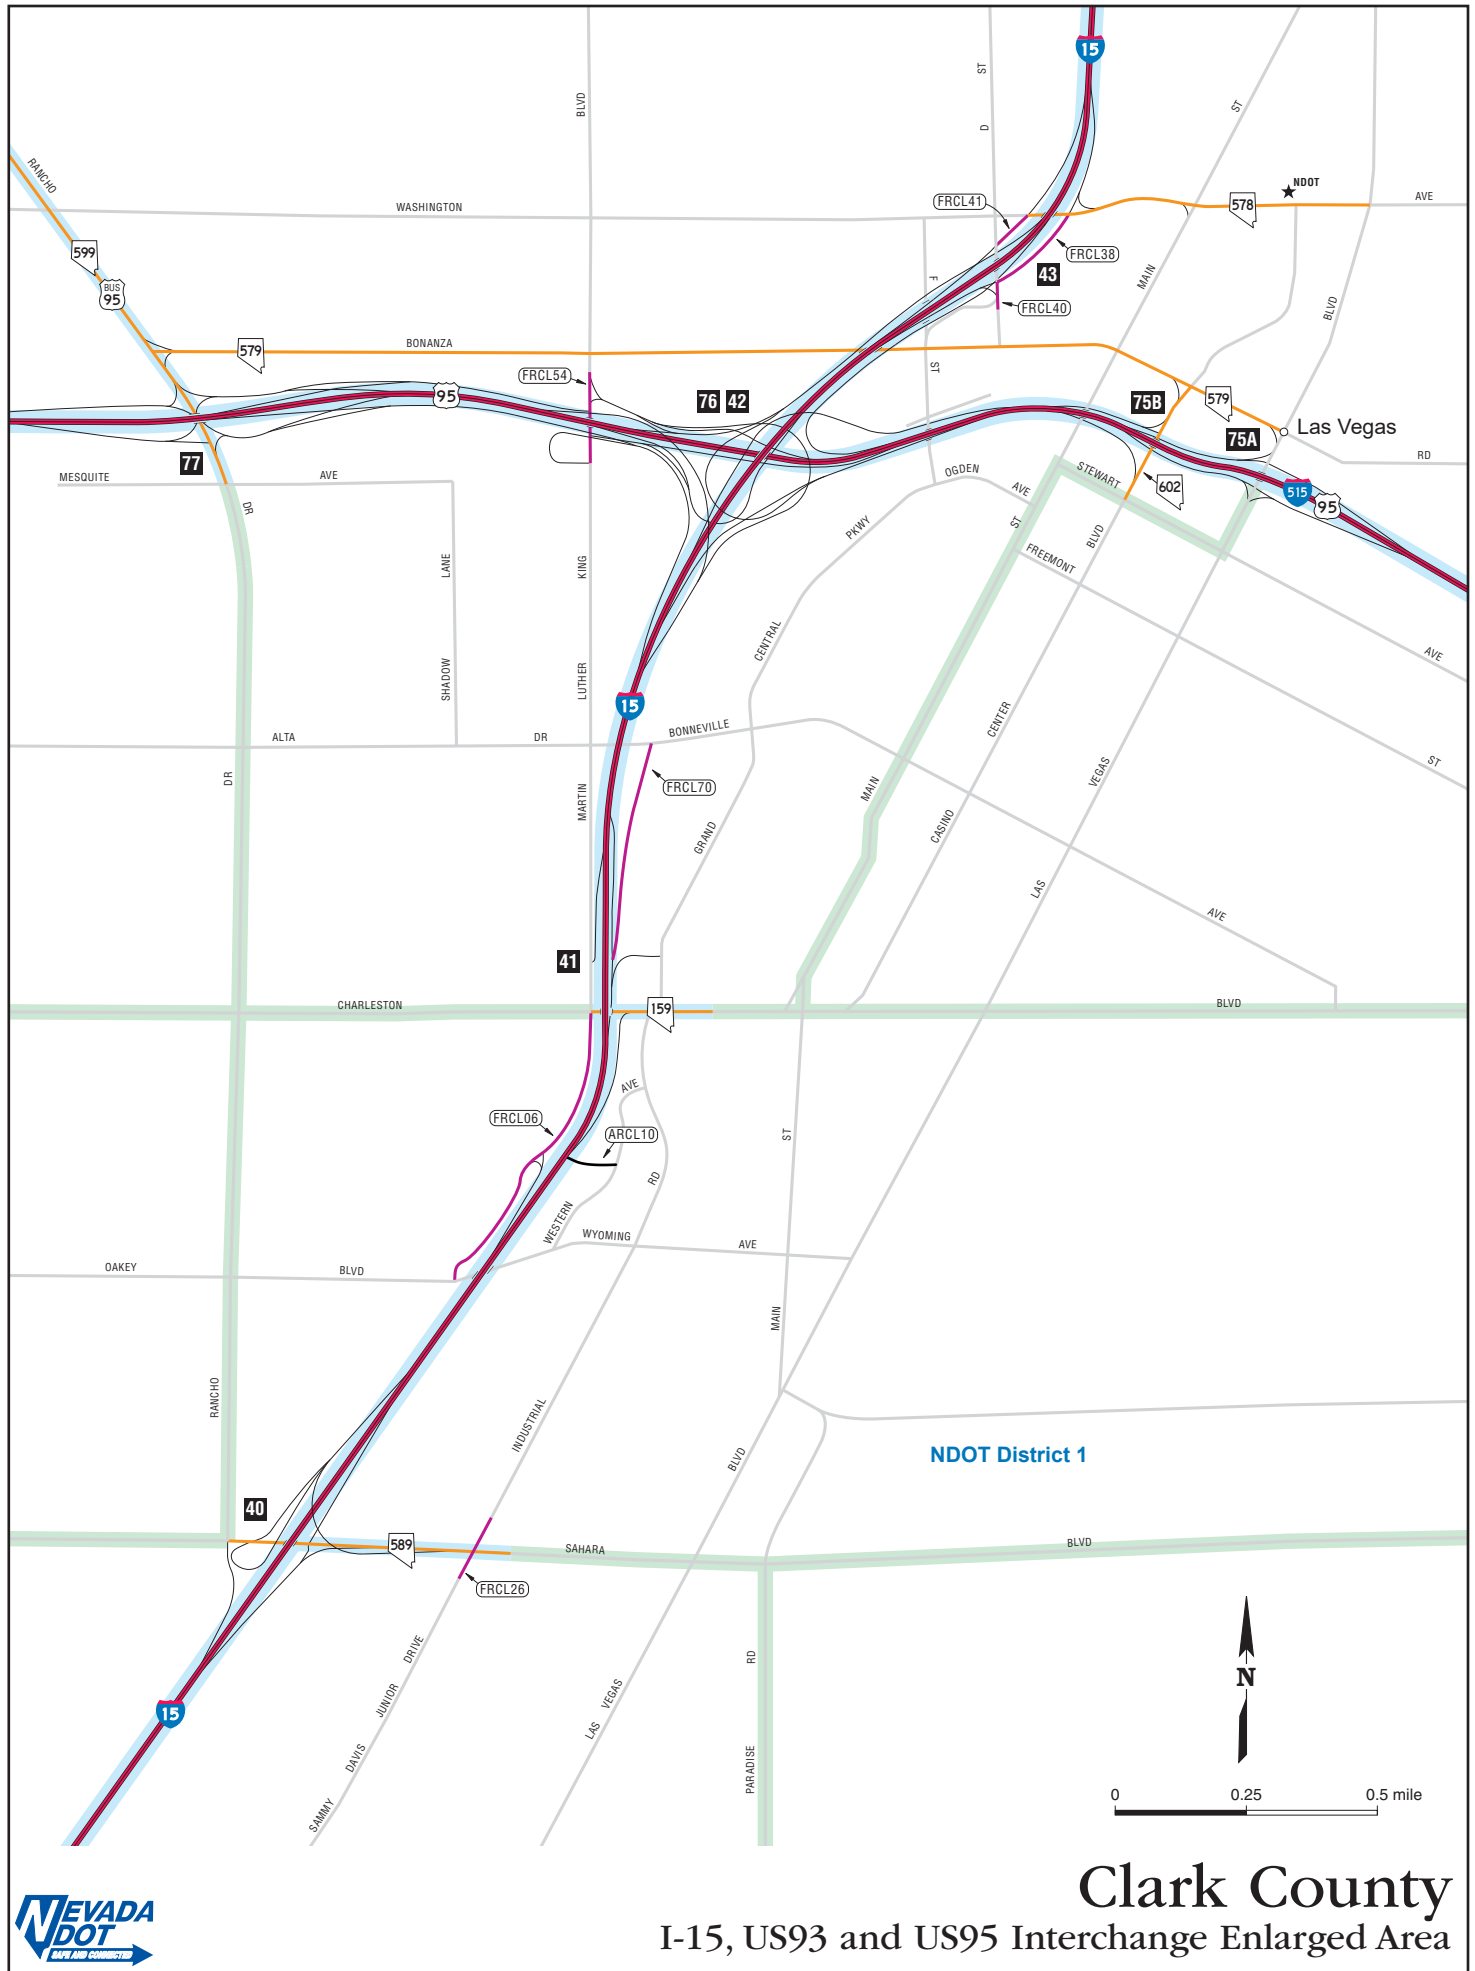 15
ST
D
BLVD
ST
RANCHO
NDOT
WASHINGTON
FRCL41
578
AVE
599
FRCL38
43
MAIN
F
BUS
95
FRCL40
BLVD
579
BONANZA
ST
FRCL54
95
76
42
75B
579
Las Vegas
75A
77
RD
MESQUITE
AVE
OGDEN
STEWART
602
515
95
DR
AVE
ST
PKWY
BLVD
FREEMONT
LANE
KING
CENTRAL
AVE
SHADOW
LUTHER
15
CENTER
BONNEVILLE
ALTA
DR
ST
DR
FRCL70
MAIN
VEGAS
MARTIN
GRAND
CASINO
LAS
AVE
41
CHARLESTON
159
BLVD
AVE
FRCL06
ARCL10
ST
RD
WESTERN
WYOMING
AVE
OAKEY
BLVD
MAIN
RANCHO
INDUSTRIAL
BLVD
NDOT District 1
40
589
SAHARA
BLVD
FRCL26
DRIVE
RD
JUNIOR
VEGAS
N
15
LAS
DAVIS
PARADISE
SAMMY
0
0.25
0.5 mile
Clark County
I-15, US93 and US95 Interchange Enlarged Area
NEVADA
DOT
SAFE AND CONNECTED